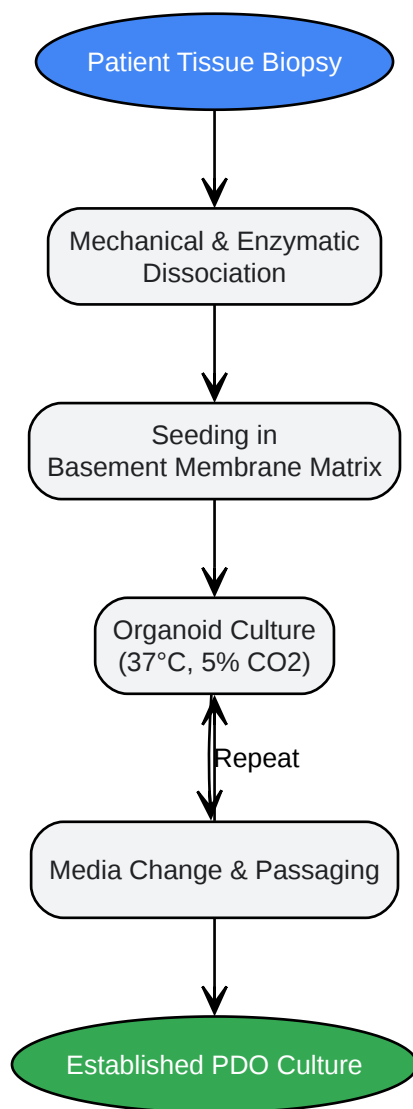 Patient Tissue Biopsy
Mechanical & Enzymatic
Dissociation
Seeding in
Basement Membrane Matrix
Organoid Culture
(37°C, 5% CO2)
Repeat
Media Change & Passaging
Established PDO Culture